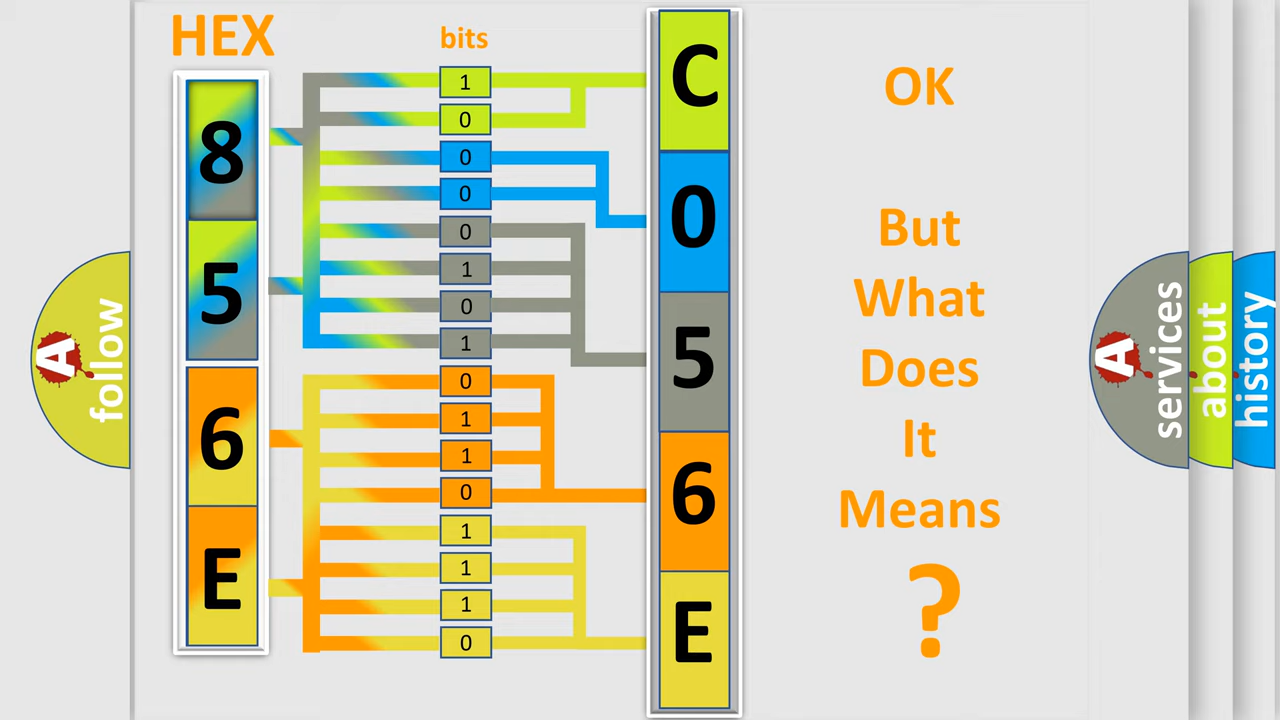 HEX
8
5
6
E
bits
1
0
0
0
0
1
0
1
0
1
1
0
1
1
1
0
C
0
5
6
E
OK
But
What
Does
It
Means
?
A
follow
A
services
about
history